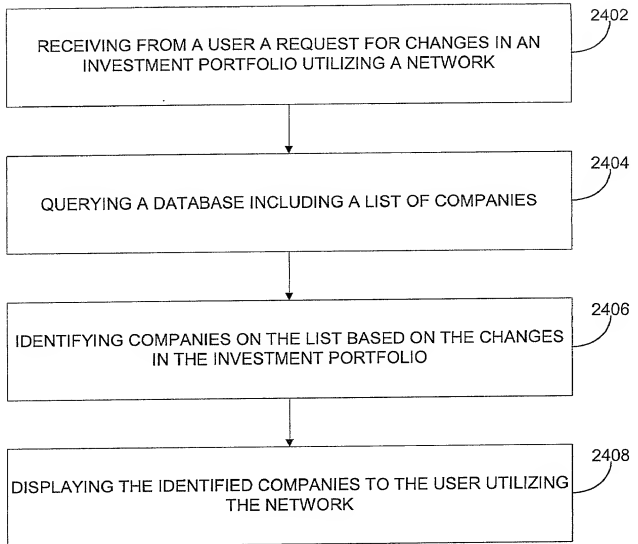 2402
RECEIVING FROM A USER A REQUEST FOR CHANGES IN AN
INVESTMENT PORTFOLIO UTILIZING A NETWORK
2404
QUERYING A DATABASE INCLUDING A LIST OF COMPANIES
2406
IDENTIFYING COMPANIES ON THE LIST BASED ON THE CHANGES
IN THE INVESTMENT PORTFOLIO
2408
DISPLAYING THE IDENTIFIED COMPANIES TO THE USER UTILIZING
THE NETWORK